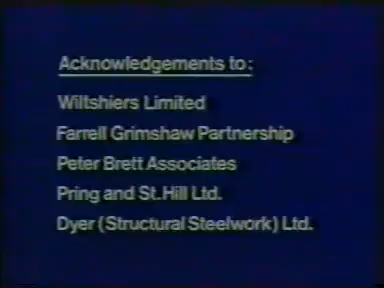 Acknowledgements to:
Wiltshiers Limited
Farrell Grimshaw Partnership
Peter Brett Associates
Pring and St.Hill Ltd.
Dyer (Structural Steelwork) Ltd.